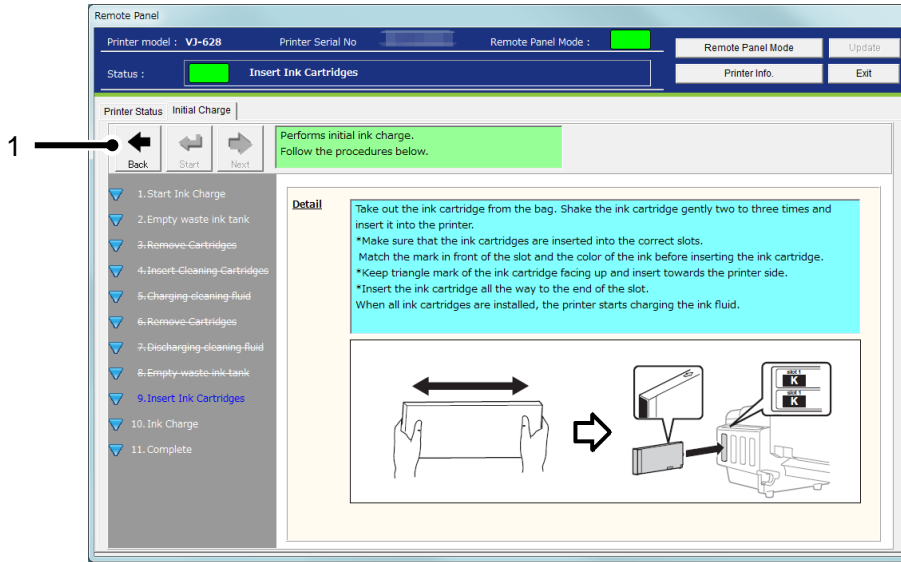 Remote Panel
Printer model : VJ-628 Printer Serial No Remote Panel Mode :
Remote Panel Mode Update
Status : Insert Ink Cartridges
Printer Info. Exit
Printer Status Initial Charge
1
Back Start Next
Performs initial ink charge.
Follow the procedures below.
1.Start Ink Charge
2.Empty waste ink tank
3.Remove Cartridges
4.Insert Cleaning Cartridges
5.Charging cleaning fluid
6.Remove Cartridges
7.Discharging cleaning fluid
8.Empty waste ink tank
9.Insert Ink Cartridges
10.Ink Charge
11.Complete
Detail
Take out the ink cartridge from the bag. Shake the ink cartridge gently two to three times and
insert it into the printer.
*Make sure that the ink cartridges are inserted into the correct slots.
Match the mark in front of the slot and the color of the ink before inserting the ink cartridge.
*Keep triangle mark of the ink cartridge facing up and insert towards the printer side.
*Insert the ink cartridge all the way to the end of the slot.
When all ink cartridges are installed, the printer starts charging the ink fluid.
slot 1
K
slot 1
K